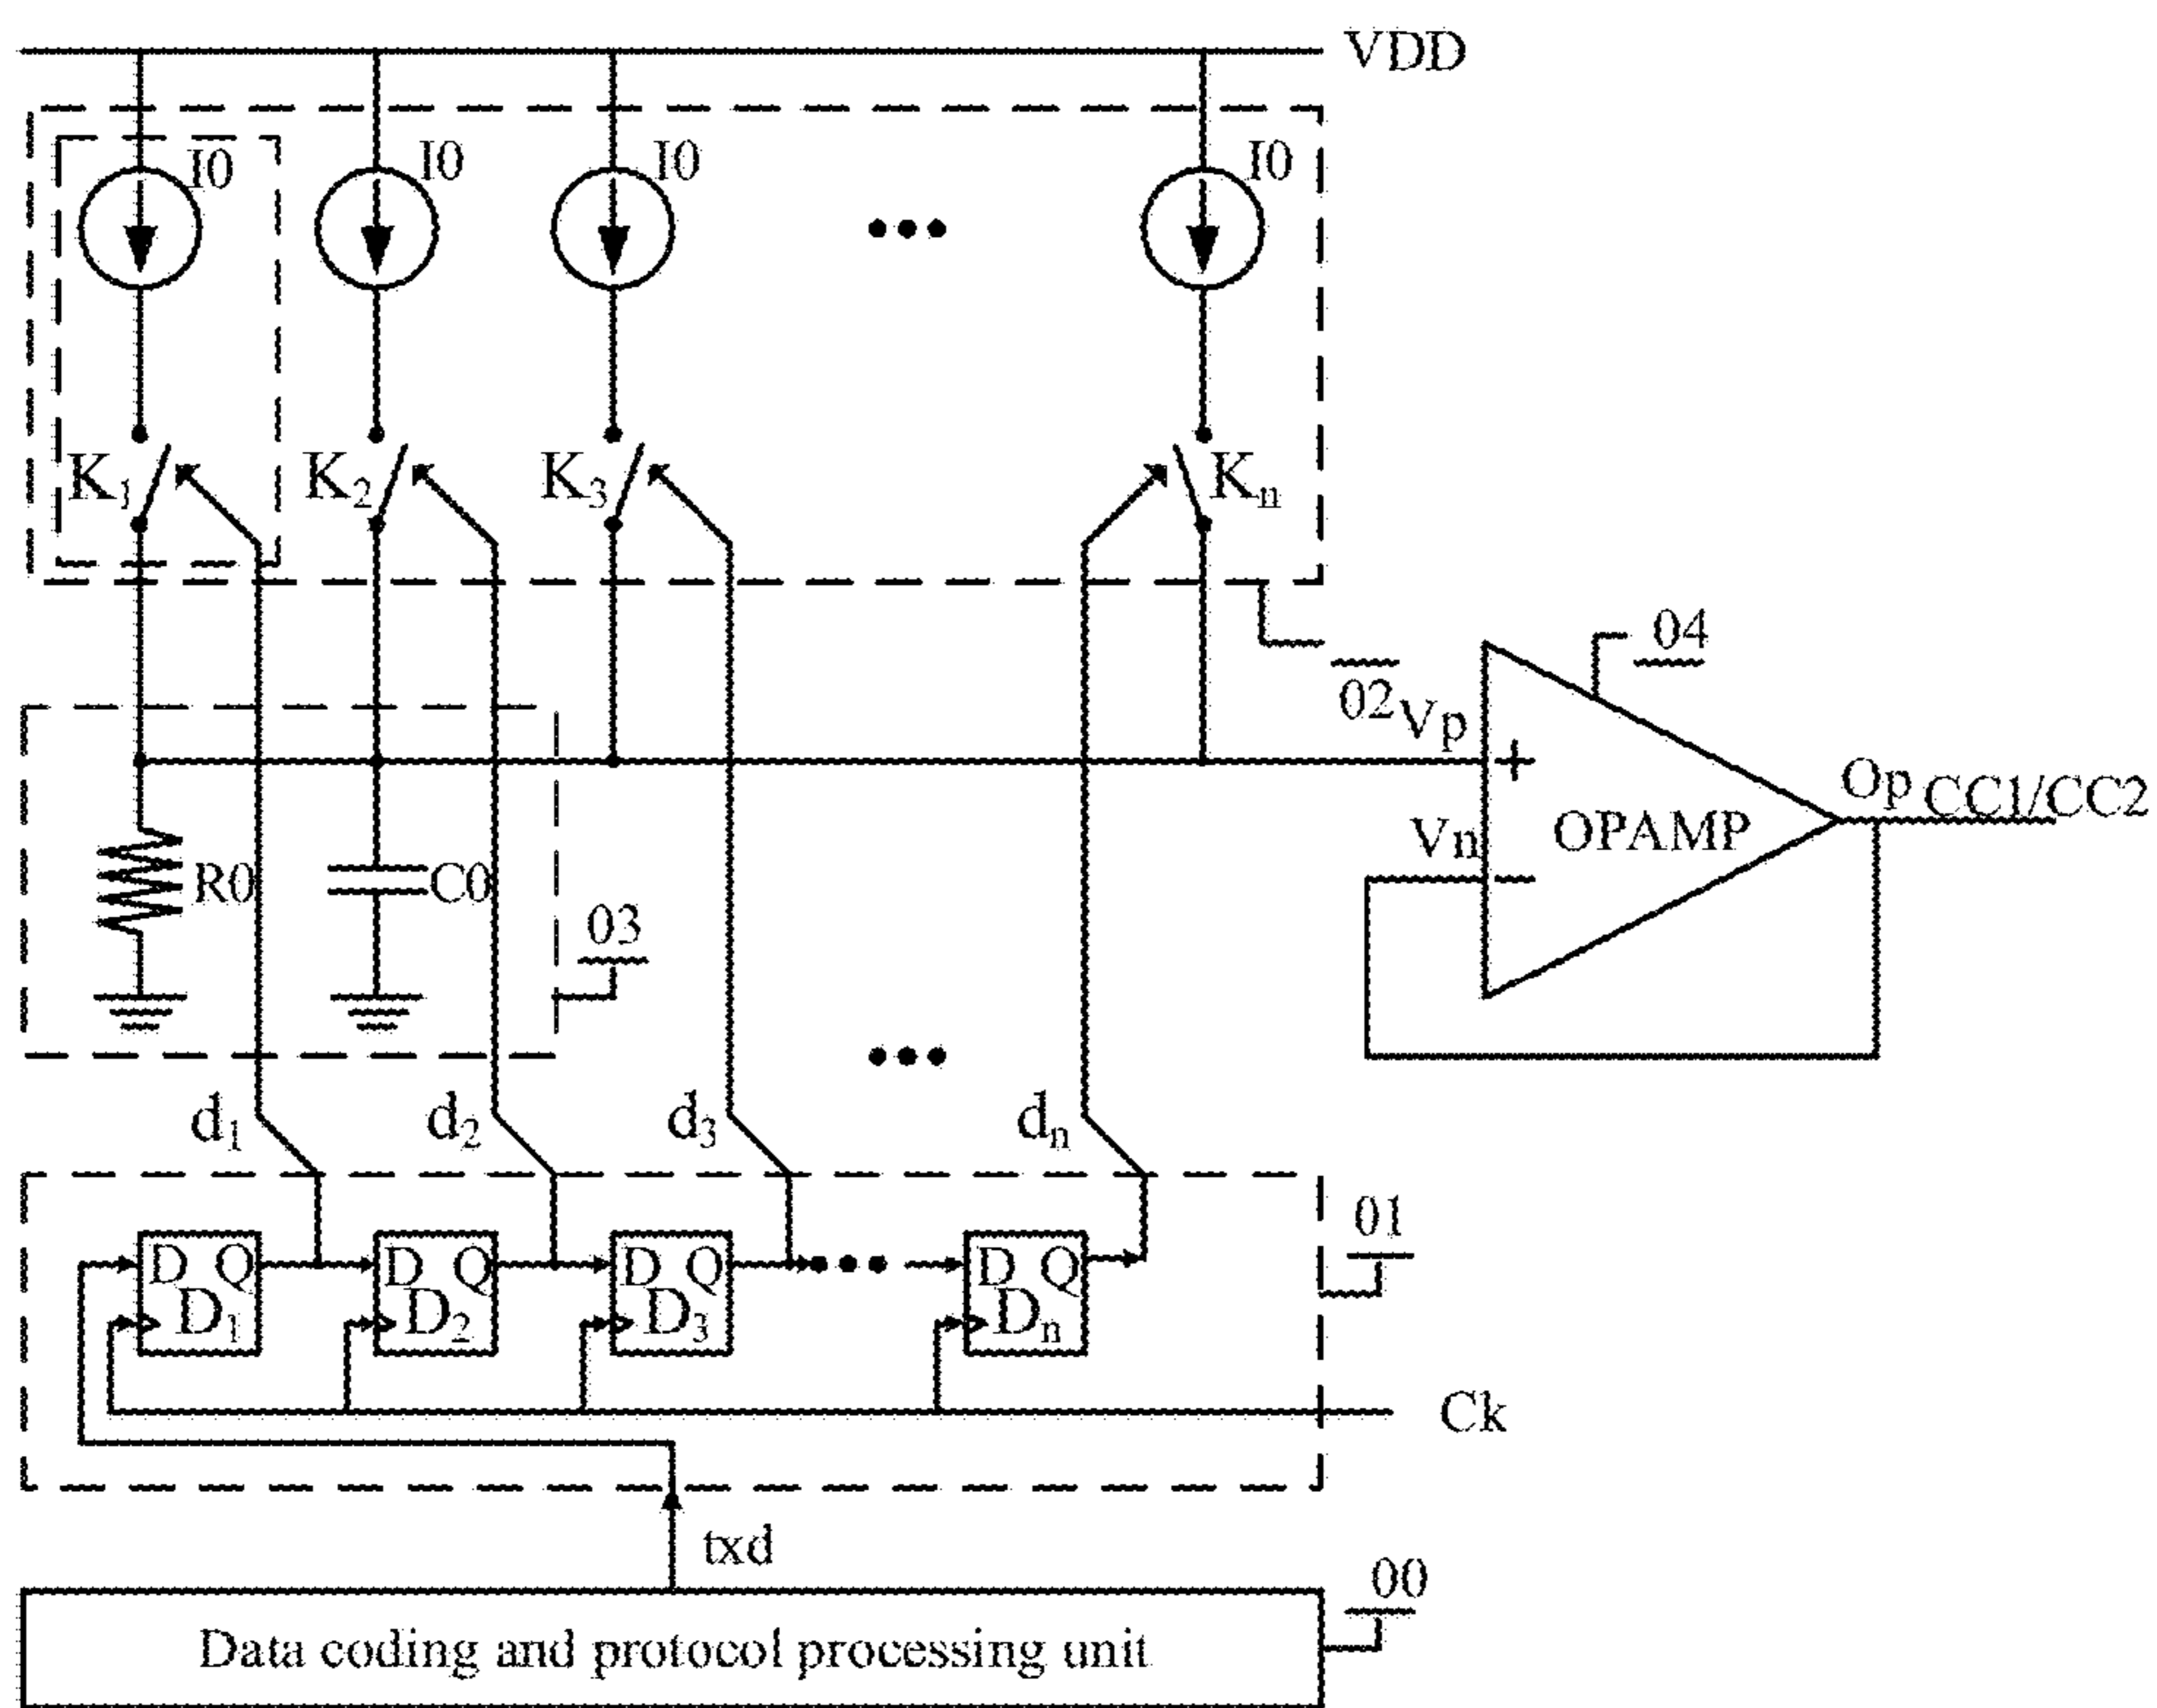 VDD
I0 I0 I0 I0
K1 K2 K3 Kn
04
02
Vp
+
Op CC1/CC2
Vn OPAMP
−
R0 C0
03
d1 d2 d3 dn
01
D Q D Q D Q D Q
D1 D2 D3 Dn
Ck
txd
00
Data coding and protocol processing unit